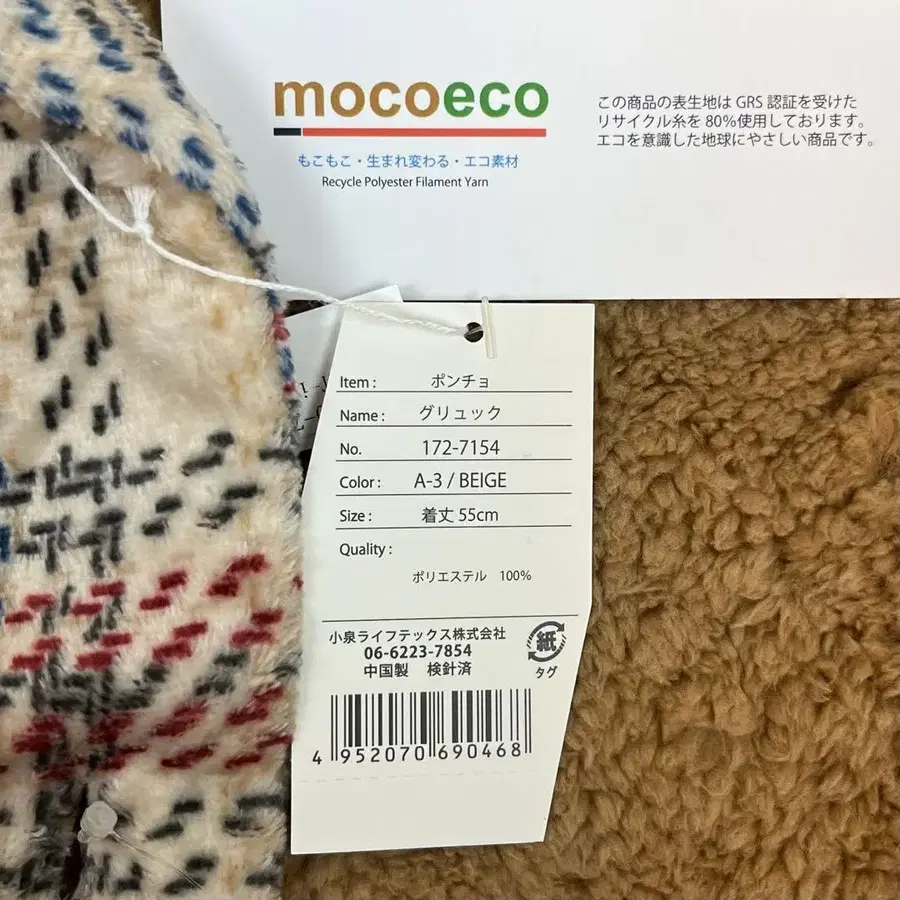 mocoeco
もこもこ・生まれ変わる・エコ素材
Recycle Polyester Filament Yarn
この商品の表生地は GRS 認証を受けた
リサイクル糸を 80%使用しております。
エコを意識した地球にやさしい商品です。
Item : ポンチョ
Name : グリュック
No. 172-7154
Color : A-3 / BEIGE
Size : 着丈 55cm
Quality :
ポリエステル 100%
小泉ライフテックス株式会社
06-6223-7854
中国製 検針済
紙
タグ
4 952070 690468